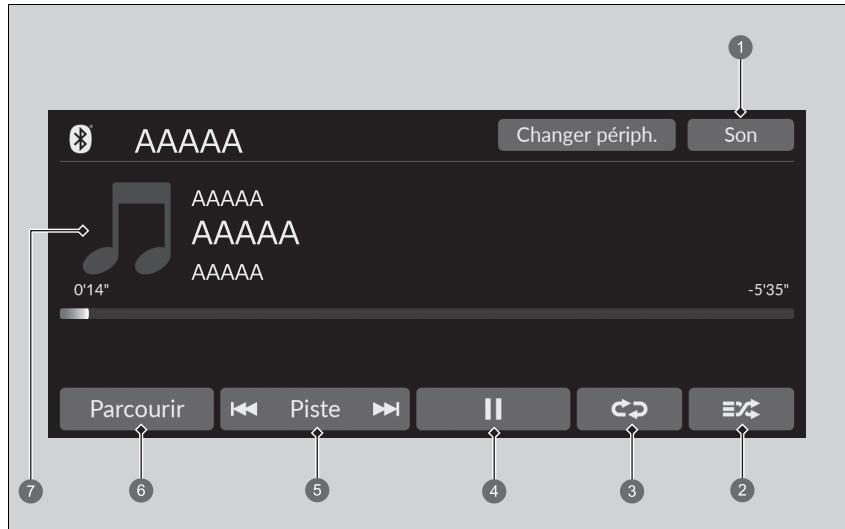 1
AAAAA
Changer périph.
Son
AAAAA
AAAAA
AAAAA
7
0'14"
-5'35"
Parcourir
Piste
7
6
5
4
3
2